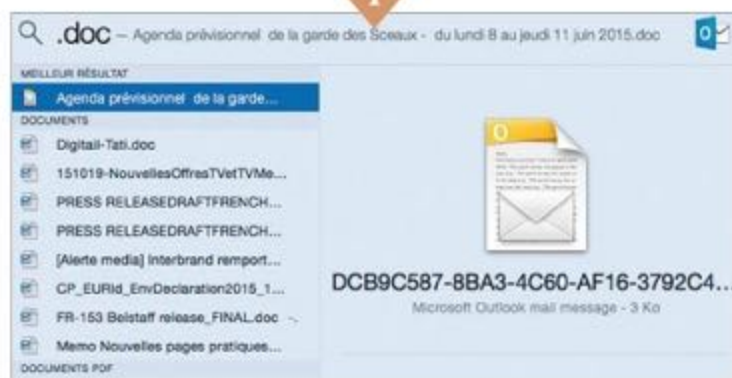 .doc – Agenda prévisionnel de la garde des Sceaux - du lundi 8 au jeudi 11 juin 2015.doc
MEILLEUR RÉSULTAT
Agenda prévisionnel de la garde...
DOCUMENTS
Digitail-Tati.doc
151019-NouvellesOffresTVetTVMe...
PRESS RELEASEDRAFTFRENCH...
PRESS RELEASEDRAFTFRENCH...
[Alerte media] Interbrand remport...
CP_EURid_EnvDeclaration2015_1...
FR-153 Belstaff release_FINAL.doc -.
Memo Nouvelles pages pratiques...
DOCUMENTS PDF
DCB9C587-8BA3-4C60-AF16-3792C4...
Microsoft Outlook mail message - 3 Ko